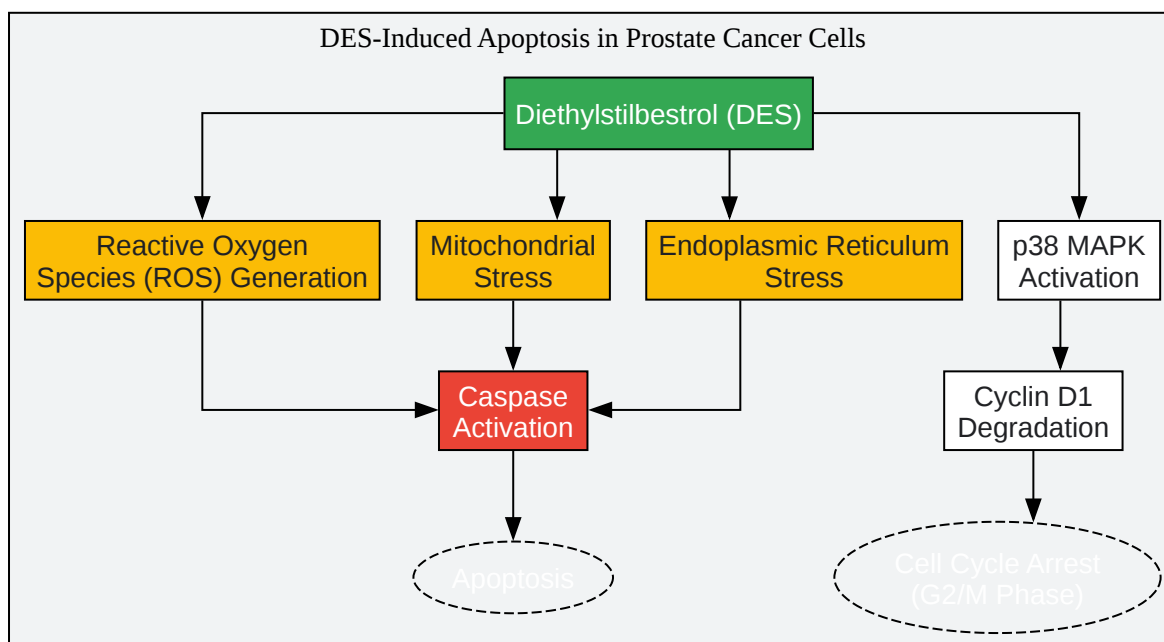 DES-Induced Apoptosis in Prostate Cancer Cells
Diethylstilbestrol (DES)
Reactive Oxygen
Species (ROS) Generation
Mitochondrial
Stress
Endoplasmic Reticulum
Stress
p38 MAPK
Activation
Caspase
Activation
Cyclin D1
Degradation
Apoptosis
Cell Cycle Arrest
(G2/M Phase)